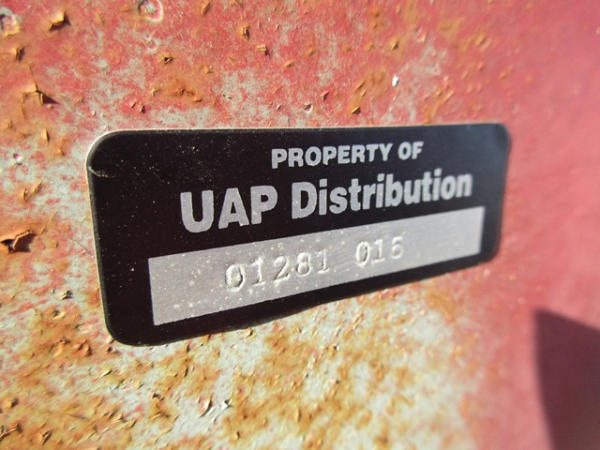 PROPERTY OF
UAP Distribution
01281 016